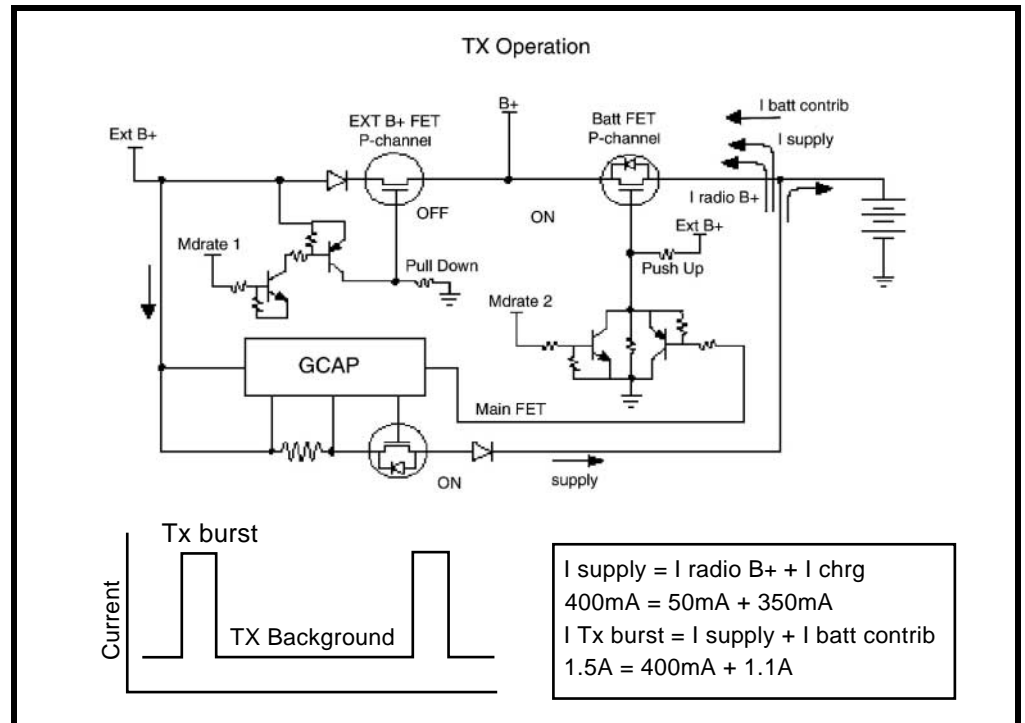 TX Operation
B+
I batt contrib
Ext B+
EXT B+ FET
P-channel
Batt FET
P-channel
I supply
I radio B+
OFF
ON
Ext B+
Mdrate 1
Pull Down
Push Up
Mdrate 2
GCAP
Main FET
ON
supply
Tx burst
TX Background
Current
I supply = I radio B+ + I chrg
400mA = 50mA + 350mA
I Tx burst = I supply + I batt contrib
1.5A = 400mA + 1.1A